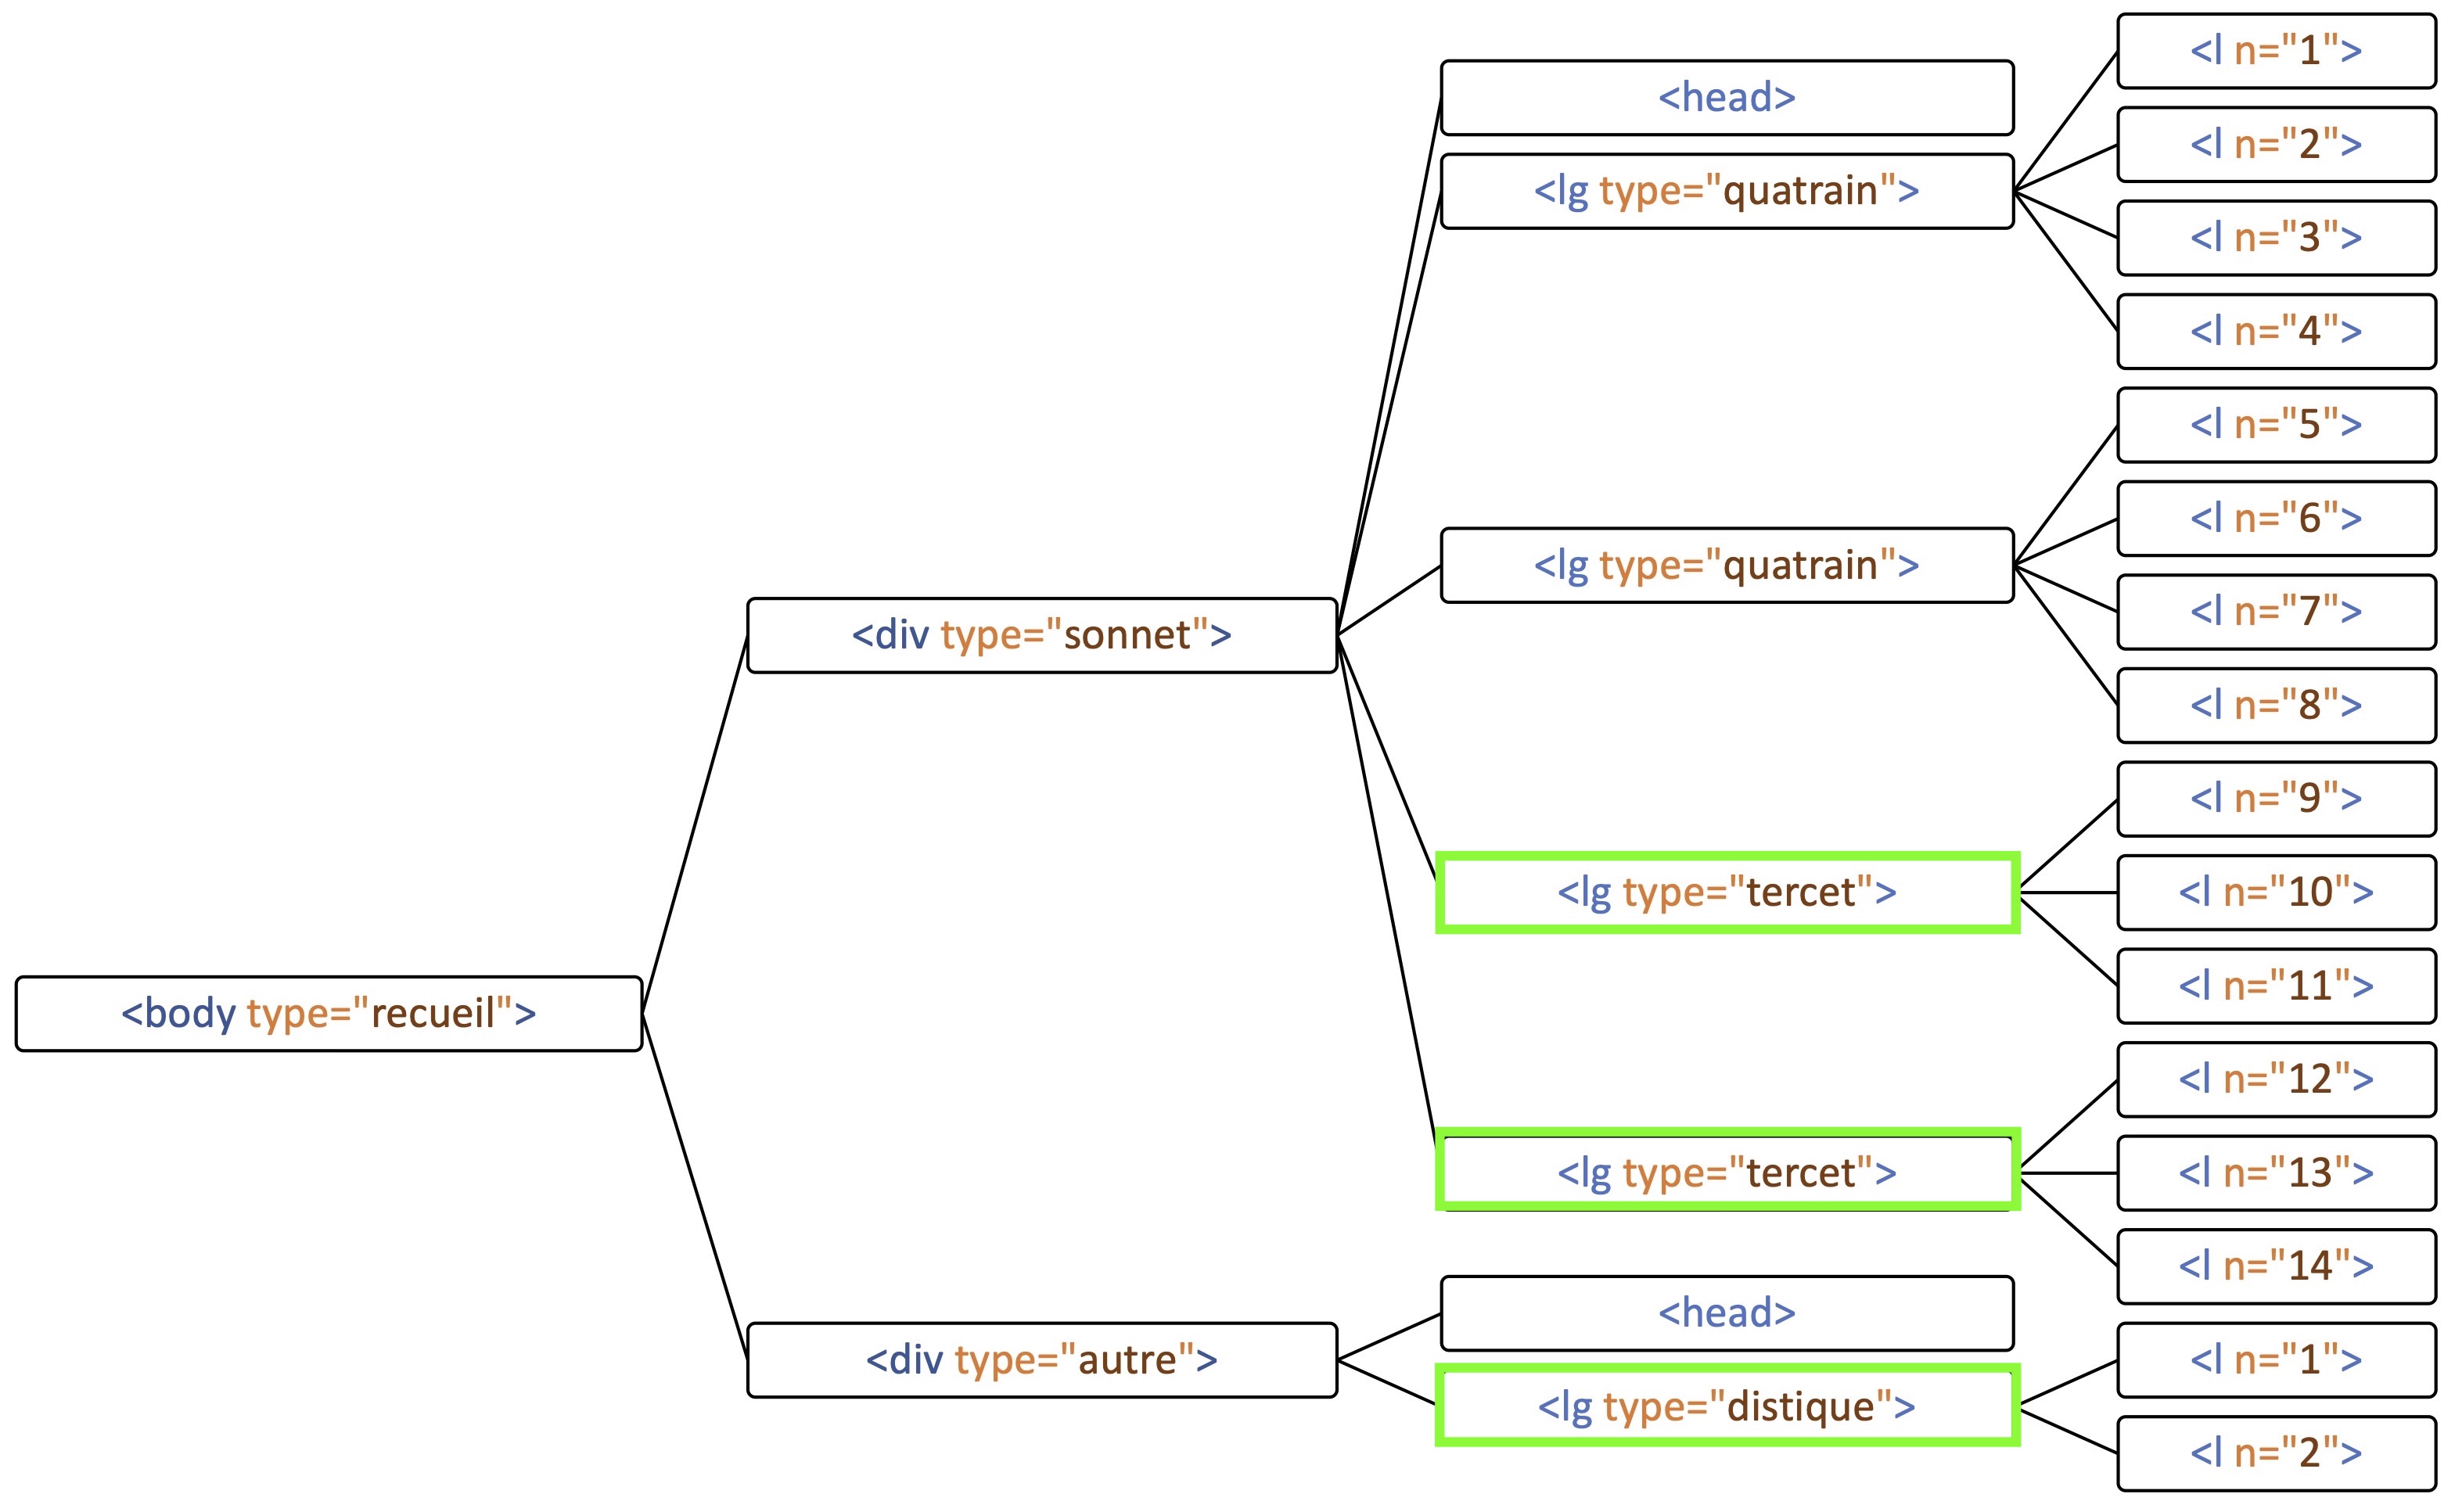 <l n="1">
<head>
<l n="2">
<lg type="quatrain">
<l n="3">
<l n="4">
<l n="5">
<l n="6">
<lg type="quatrain">
<l n="7">
<div type="sonnet">
<l n="8">
<l n="9">
<lg type="tercet">
<l n="10">
<l n="11">
<body type="recueil">
<l n="12">
<lg type="tercet">
<l n="13">
<l n="14">
<head>
<div type="autre">
<l n="1">
<lg type="distique">
<l n="2">